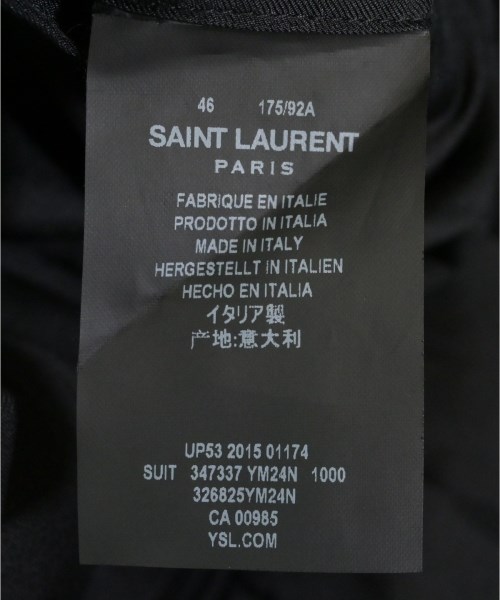 46 175/92A
SAINT LAURENT
PARIS
FABRIQUE EN ITALIE
PRODOTTO IN ITALIA
MADE IN ITALY
HERGESTELLT IN ITALIEN
HECHO EN ITALIA
イタリア製
产地:意大利
UP53 2015 01174
SUIT 347337 YM24N 1000
326825YM24N
CA 00985
YSL.COM